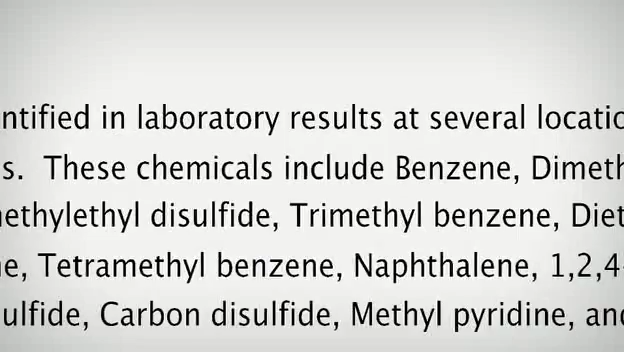 ntified in laboratory results at several locatio
s. These chemicals include Benzene, Dimeth
nethylethyl disulfide, Trimethyl benzene, Diet
ne, Tetramethyl benzene, Naphthalene, 1,2,4-
ulfide, Carbon disulfide, Methyl pyridine, and